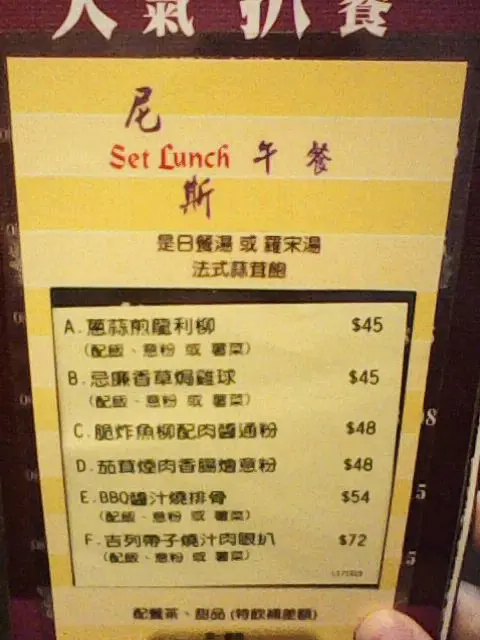 人氣扒餐
尼
Set Lunch 午餐
斯
是日餐湯 或 羅宋湯
法式蒜茸飽
A. 蔥蒜煎龍利柳 $45
(配飯、意粉 或 薯菜)
B. 忌廉香草焗雞球 $45
(配飯、意粉 或 薯菜)
C. 脆炸魚柳配肉醬通粉 $48
D. 茄茸煙肉香腸燴意粉 $48
E. BBQ醬汁燒排骨 $54
(配飯、意粉 或 薯菜)
F. 吉列帶子燒汁肉眼扒 $72
(配飯、意粉 或 薯菜)
配餐茶、甜品 (特飲補差額)